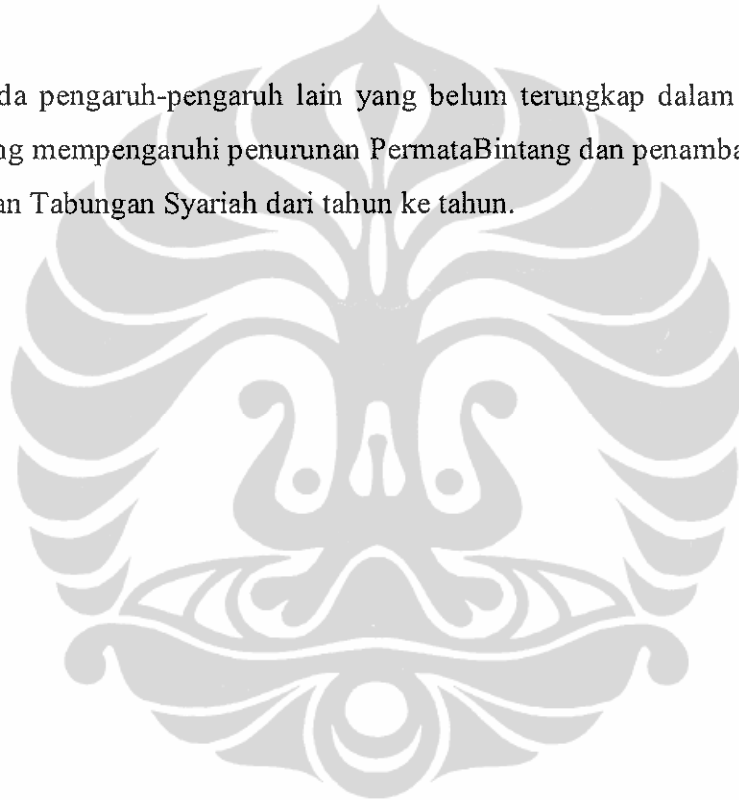 da pengaruh-pengaruh lain yang belum terungkap dalam
ng mempengaruhi penurunan PermataBintang dan penamba
an Tabungan Syariah dari tahun ke tahun.